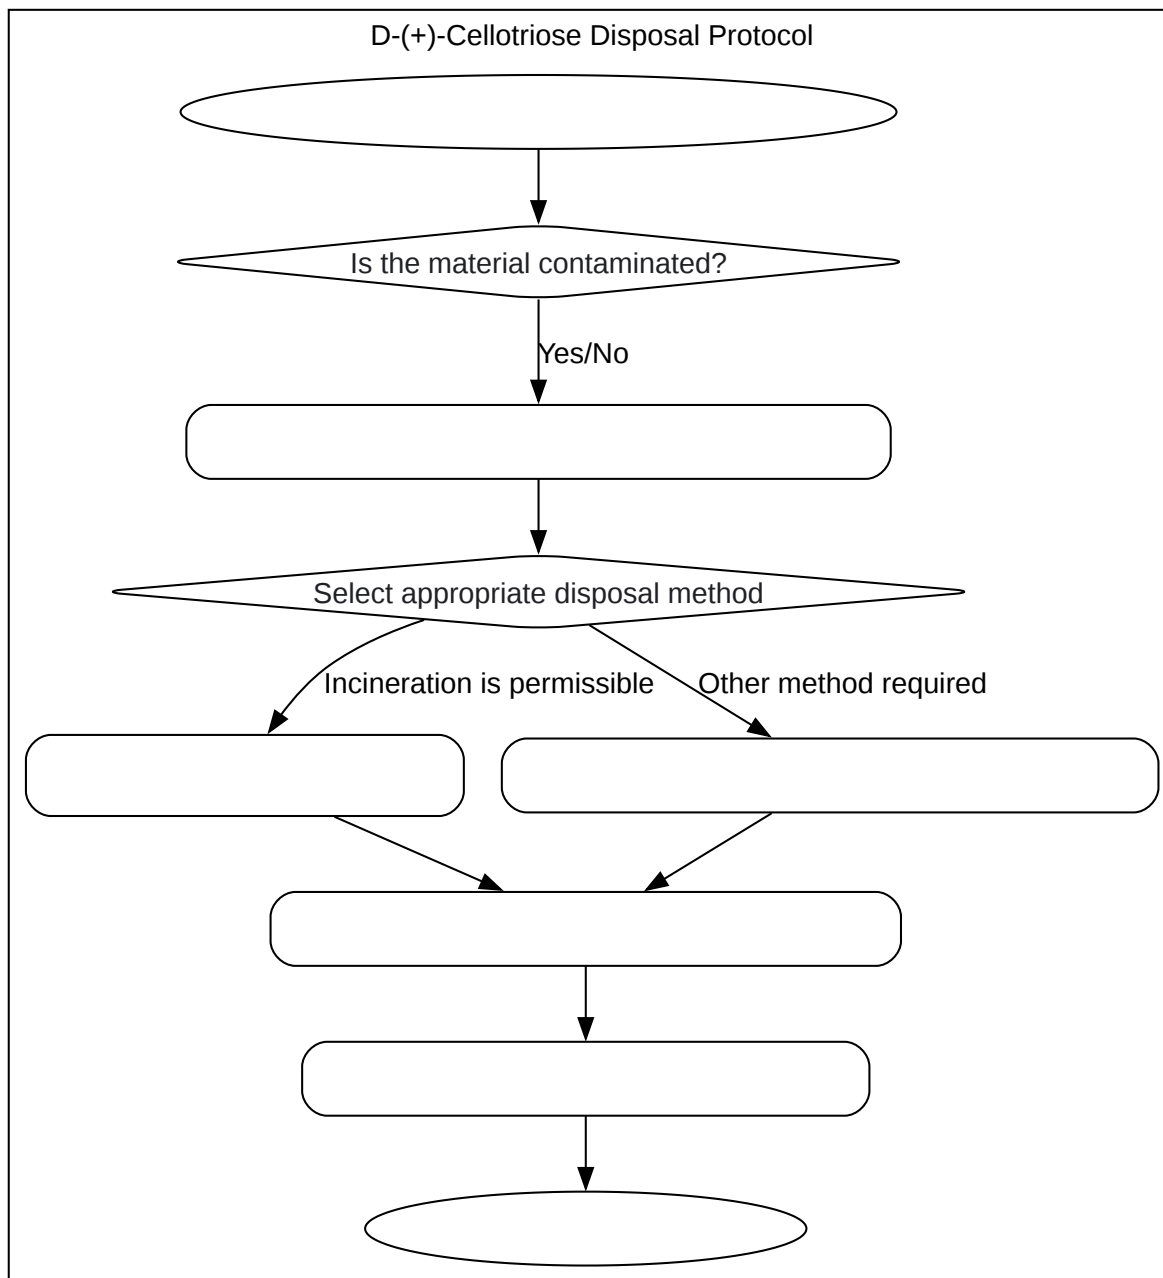 D-(+)-Cellotriose Disposal Protocol
Is the material contaminated?
Yes/No
Select appropriate disposal method
Incineration is permissible
Other method required